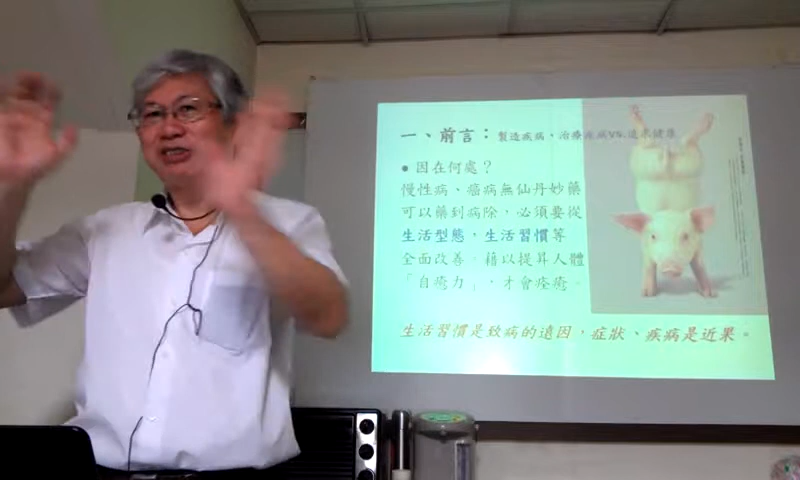 一、前言：製造疾病、治療疾病VS.追求健康
● 因在何處？
慢性病、癌病無仙丹妙藥
可以藥到病除，必須要從
生活型態，生活習慣等
全面改善，藉以提昇人體
「自癒力」，才會痊癒。
生活習慣是致病的遠因，症狀、疾病是近果。